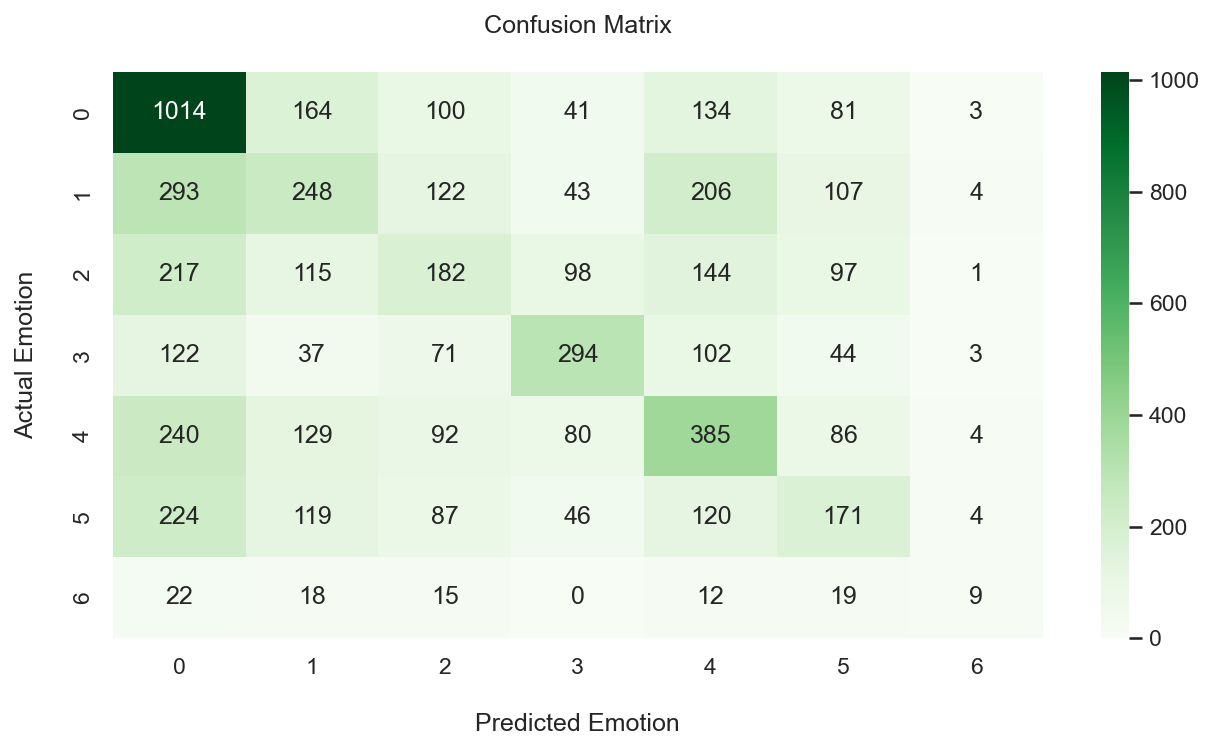 Confusion Matrix
0 1014 164 100 41 134 81 3
1 293 248 122 43 206 107 4
2 217 115 182 98 144 97 1
3 122 37 71 294 102 44 3
4 240 129 92 80 385 86 4
5 224 119 87 46 120 171 4
6 22 18 15 0 12 19 9
0 1 2 3 4 5 6
Predicted Emotion
Actual Emotion
1000
800
600
400
200
0